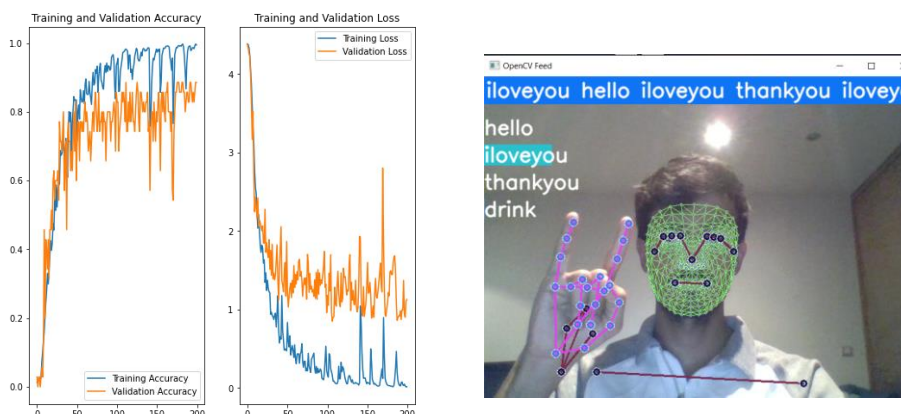 Training and Validation Accuracy
1.0
0.8
0.6
0.4
0.2
0.0
Training Accuracy
Validation Accuracy
0 50 100 150 200
Training and Validation Loss
Training Loss
Validation Loss
4
3
2
1
0
0 50 100 150 200
OpenCV Feed
iloveyou hello iloveyou thankyou ilovey
hello
iloveyou
thankyou
drink